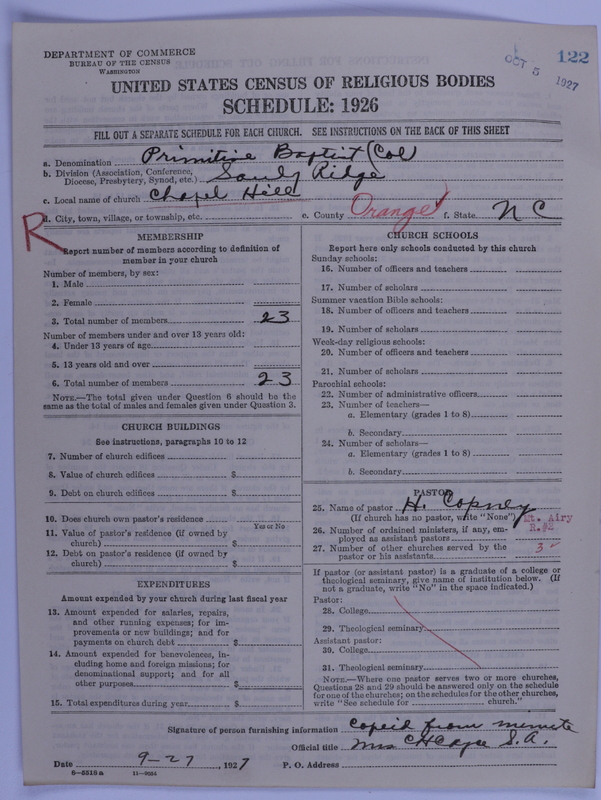 DEPARTMENT OF COMMERCE
BUREAU OF THE CENSUS
WASHINGTON
OCT 5 1927
122
UNITED STATES CENSUS OF RELIGIOUS BODIES
SCHEDULE: 1926
FILL OUT A SEPARATE SCHEDULE FOR EACH CHURCH. SEE INSTRUCTIONS ON THE BACK OF THIS SHEET
a. Denomination Primitive Baptist (Col)
b. Division (Association, Conference,
Diocese, Presbytery, Synod, etc.) Sandy Ridge
c. Local name of church Chapel Hill
d. City, town, village, or township, etc. e. County Orange f. State N C
R
MEMBERSHIP
Report number of members according to definition of
member in your church
Number of members, by sex:
1. Male
2. Female
3. Total number of members 23
Number of members under and over 13 years old:
4. Under 13 years of age
5. 13 years old and over
6. Total number of members 23
NOTE.—The total given under Question 6 should be the
same as the total of males and females given under Question 3.
CHURCH BUILDINGS
See instructions, paragraphs 10 to 12
7. Number of church edifices
8. Value of church edifices $
9. Debt on church edifices $
10. Does church own pastor's residence
Yes or No
11. Value of pastor's residence (if owned by
church) $
12. Debt on pastor's residence (if owned by
church) $
EXPENDITURES
Amount expended by your church during last fiscal year
13. Amount expended for salaries, repairs,
and other running expenses; for im-
provements or new buildings; and for
payments on church debt $
14. Amount expended for benevolences, in-
cluding home and foreign missions; for
denominational support; and for all
other purposes $
15. Total expenditures during year $
CHURCH SCHOOLS
Report here only schools conducted by this church
Sunday schools:
16. Number of officers and teachers
17. Number of scholars
Summer vacation Bible schools:
18. Number of officers and teachers
19. Number of scholars
Week-day religious schools:
20. Number of officers and teachers
21. Number of scholars
Parochial schools:
22. Number of administrative officers
23. Number of teachers—
a. Elementary (grades 1 to 8)
b. Secondary
24. Number of scholars—
a. Elementary (grades 1 to 8)
b. Secondary
PASTOR
25. Name of pastor H. Copney
(If church has no pastor, write "None") Mt. Airy
R.#2
26. Number of ordained ministers, if any, em-
ployed as assistant pastors
27. Number of other churches served by the
pastor or his assistants 3
If pastor (or assistant pastor) is a graduate of a college or
theological seminary, give name of institution below. (If
not a graduate, write "No" in the space indicated.)
Pastor:
28. College
29. Theological seminary
Assistant pastor:
30. College
31. Theological seminary
NOTE.—Where one pastor serves two or more churches,
Questions 28 and 29 should be answered only on the schedule
for one of the churches; on the schedules for the other churches,
write "See schedule for church."
Signature of person furnishing information copeid from menute
Official title Mrs S. A.
Date 9-27, 1927 P. O. Address
8-5518 a 11-9034